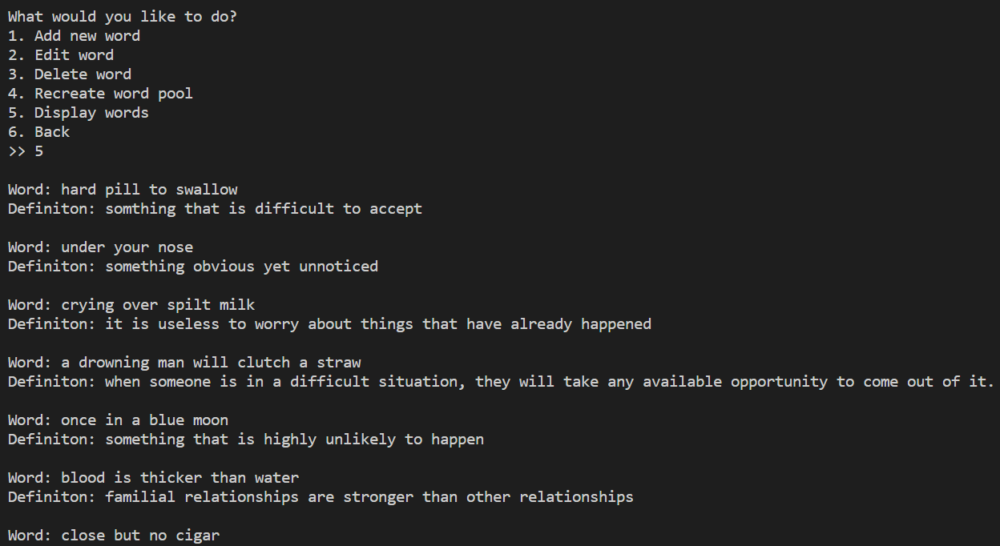 What would you like to do?
1. Add new word
2. Edit word
3. Delete word
4. Recreate word pool
5. Display words
6. Back
>> 5
Word: hard pill to swallow
Definiton: somthing that is difficult to accept
Word: under your nose
Definiton: something obvious yet unnoticed
Word: crying over spilt milk
Definiton: it is useless to worry about things that have already happened
Word: a drowning man will clutch a straw
Definiton: when someone is in a difficult situation, they will take any available opportunity to come out of it.
Word: once in a blue moon
Definiton: something that is highly unlikely to happen
Word: blood is thicker than water
Definiton: familial relationships are stronger than other relationships
Word: close but no cigar